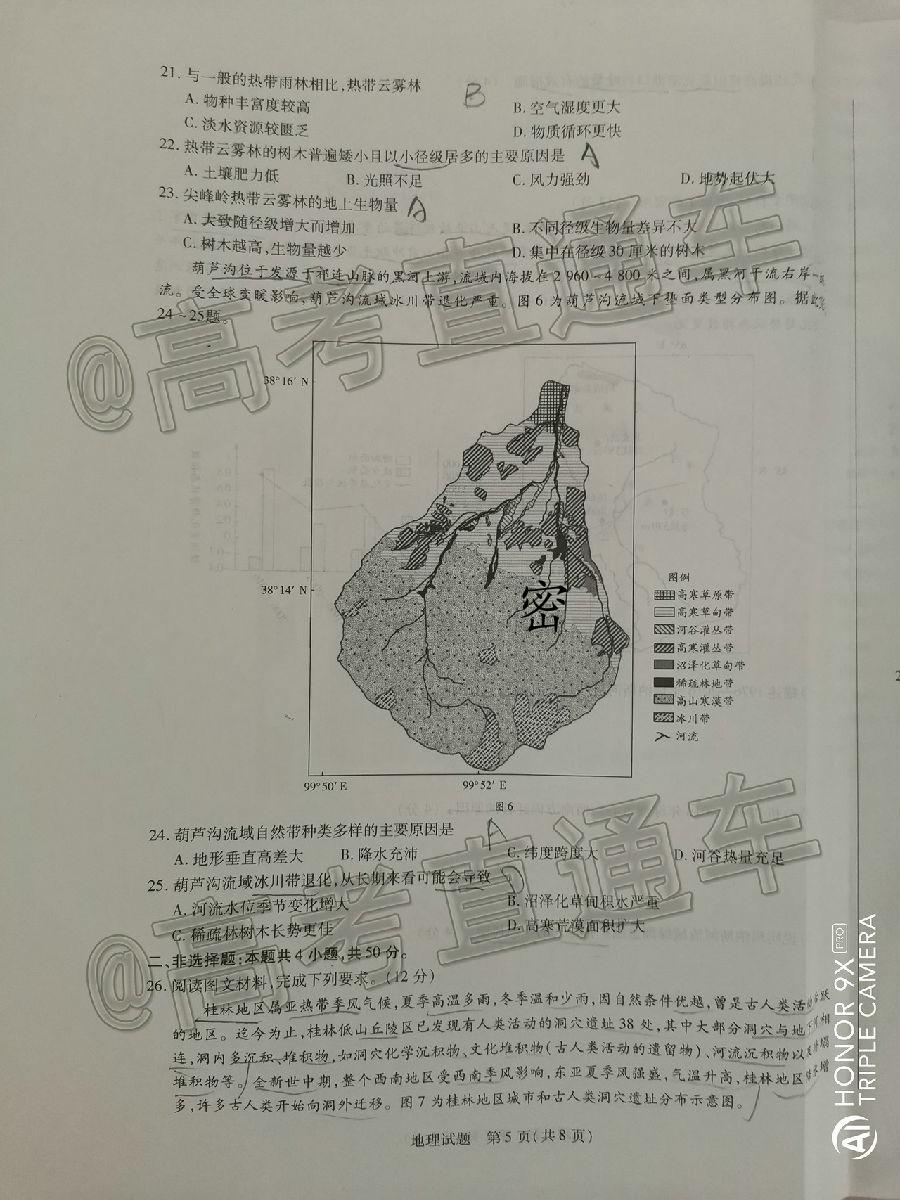 21. 与一般的热带雨林相比,热带云雾林
B
A. 物种丰富度较高 B. 空气湿度更大
C. 淡水资源较匮乏 D. 物质循环更快
22. 热带云雾林的树木普遍矮小且以小径级居多的主要原因是 A
A. 土壤肥力低 B. 光照不足 C. 风力强劲 D. 地势起伏大
23. 尖峰岭热带云雾林的地上生物量
A. 大致随径级增大而增加 B. 不同径级生物量差异不大
C. 树木越高,生物量越少 D. 集中在径级30厘米的树木
葫芦沟位于发源于祁连山脉的黑河上游,流域内海拔在2 960~4 800米之间,属黑河干流右岸一
流。受全球变暖影响,葫芦沟流域冰川带退化严重。图6为葫芦沟流域下垫面类型分布图。据
24~25题。
@高考直通车
38°16′ N
38°14′ N
密
图例
高寒草原带
高寒草甸带
河谷灌丛带
高寒灌丛带
沼泽化草甸带
稀疏林地带
高山寒漠带
冰川带
河流
99°50′ E 99°52′ E
图6
24. 葫芦沟流域自然带种类多样的主要原因是 A
A. 地形垂直高差大 B. 降水充沛 C. 纬度跨度大 D. 河谷热量充足
25. 葫芦沟流域冰川带退化,从长期来看可能会导致
A. 河流水位季节变化增大 B. 沼泽化草甸积水严重
C. 稀疏林树木长势更佳 D. 高寒荒漠面积扩大
@高考直通车
二、非选择题:本题共4小题,共50分。
26. 阅读图文材料,完成下列要求。(12分)
桂林地区属亚热带季风气候,夏季高温多雨,冬季温和少雨,因自然条件优越,曾是古人类活
的地区。迄今为止,桂林低山丘陵区已发现有人类活动的洞穴遗址38处,其中大部分洞穴与地
连,洞内多沉积、堆积物,如洞穴化学沉积物、文化堆积物(古人类活动的遗留物)、河流沉积物以
堆积物等。全新世中期,整个西南地区受西南季风影响,东亚夏季风强盛,气温升高,桂林地区
多,许多古人类开始向洞外迁移。图7为桂林地区城市和古人类洞穴遗址分布示意图。
地理试题 第5页(共8页)
HONOR 9X PRO
AI TRIPLE CAMERA